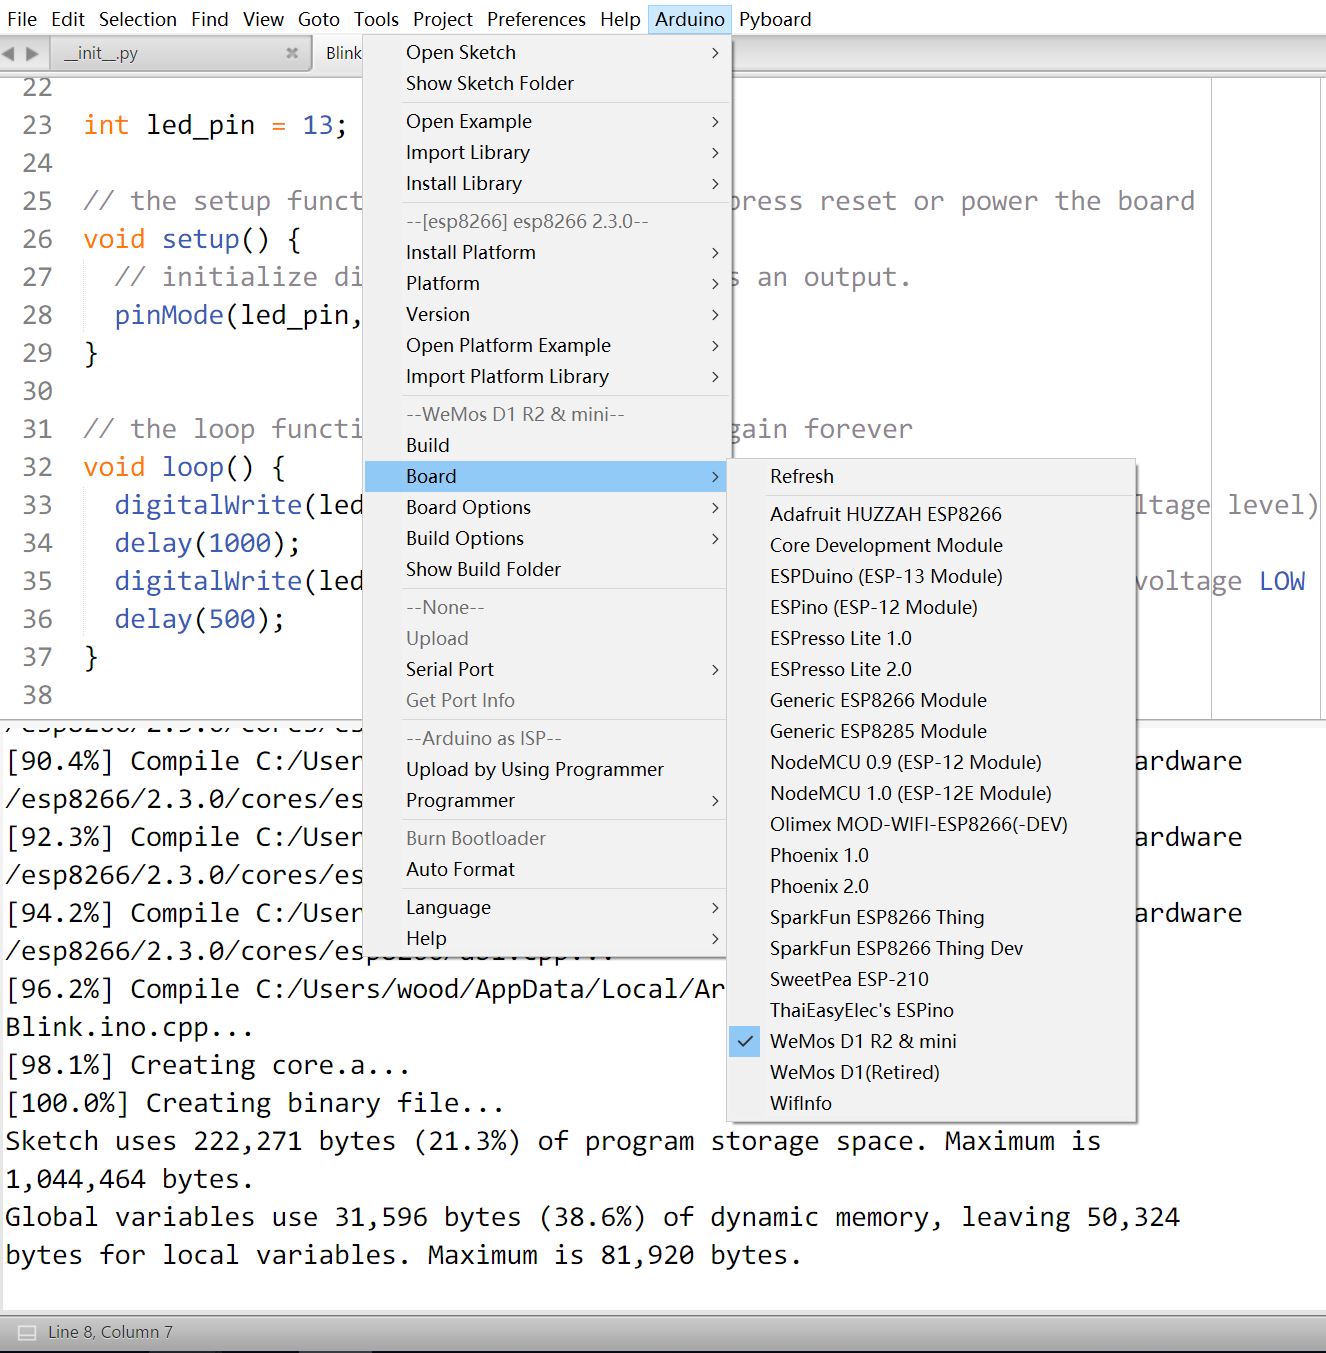 File Edit Selection Find View Goto Tools Project Preferences Help Arduino Pyboard
__init__.py Blink
22
23 int led_pin = 13;
24
25 // the setup funct press reset or power the board
26 void setup() {
27 // initialize di s an output.
28 pinMode(led_pin,
29 }
30
31 // the loop functi gain forever
32 void loop() {
33 digitalWrite(led ltage level)
34 delay(1000);
35 digitalWrite(led voltage LOW
36 delay(500);
37 }
38
Open Sketch
Show Sketch Folder
Open Example
Import Library
Install Library
--[esp8266] esp8266 2.3.0--
Install Platform
Platform
Version
Open Platform Example
Import Platform Library
--WeMos D1 R2 & mini--
Build
Board
Board Options
Build Options
Show Build Folder
--None--
Upload
Serial Port
Get Port Info
--Arduino as ISP--
Upload by Using Programmer
Programmer
Burn Bootloader
Auto Format
Language
Help
Refresh
Adafruit HUZZAH ESP8266
Core Development Module
ESPDuino (ESP-13 Module)
ESPino (ESP-12 Module)
ESPresso Lite 1.0
ESPresso Lite 2.0
Generic ESP8266 Module
Generic ESP8285 Module
NodeMCU 0.9 (ESP-12 Module)
NodeMCU 1.0 (ESP-12E Module)
Olimex MOD-WIFI-ESP8266(-DEV)
Phoenix 1.0
Phoenix 2.0
SparkFun ESP8266 Thing
SparkFun ESP8266 Thing Dev
SweetPea ESP-210
ThaiEasyElec's ESPino
WeMos D1 R2 & mini
WeMos D1(Retired)
WifInfo
[90.4%] Compile C:/User ardware
/esp8266/2.3.0/cores/es
[92.3%] Compile C:/User ardware
/esp8266/2.3.0/cores/es
[94.2%] Compile C:/User ardware
/esp8266/2.3.0/cores/es
[96.2%] Compile C:/Users/wood/AppData/Local/Ar
Blink.ino.cpp...
[98.1%] Creating core.a...
[100.0%] Creating binary file...
Sketch uses 222,271 bytes (21.3%) of program storage space. Maximum is
1,044,464 bytes.
Global variables use 31,596 bytes (38.6%) of dynamic memory, leaving 50,324
bytes for local variables. Maximum is 81,920 bytes.
Line 8, Column 7